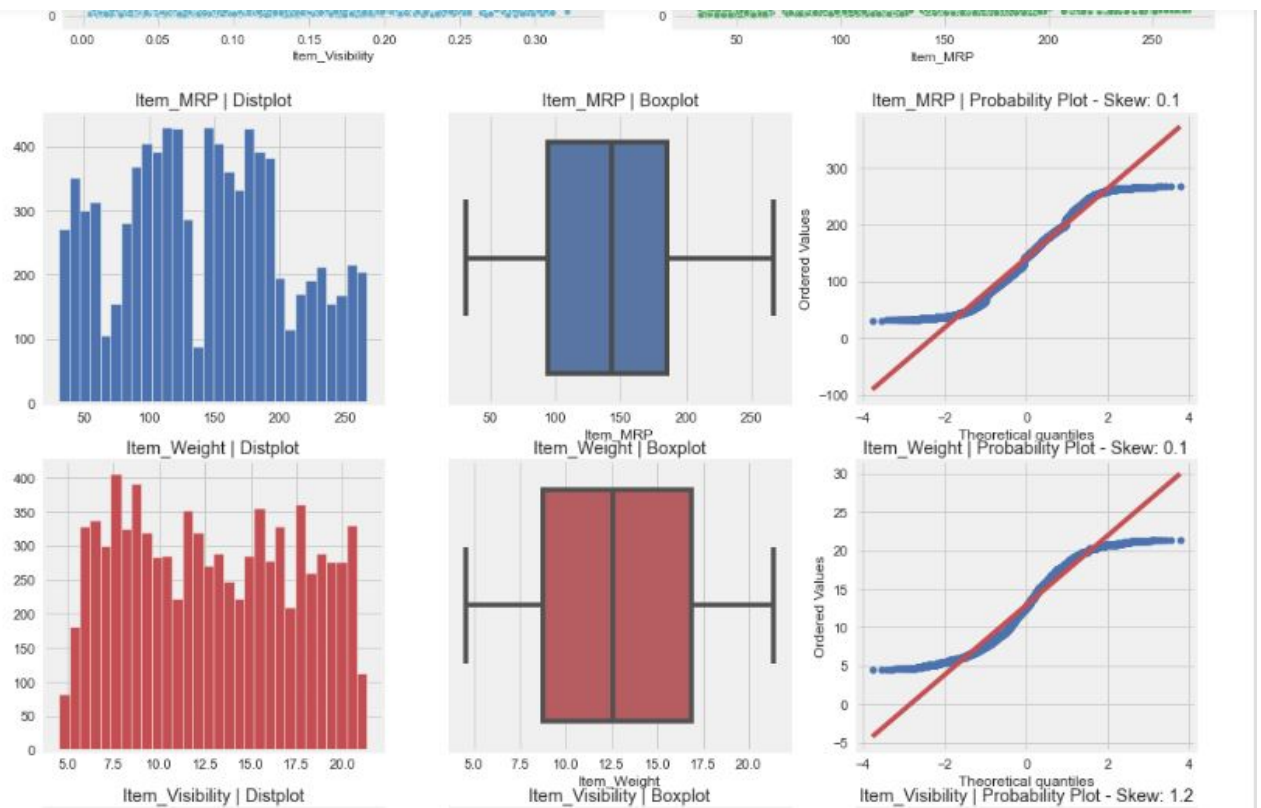 0
0.00 0.05 0.10 0.15 0.20 0.25 0.30
Item_Visibility
0
50 100 150 200 250
Item_MRP
Item_MRP | Distplot
400
300
200
100
0
50 100 150 200 250
Item_MRP | Boxplot
50 100 150 200 250
Item_MRP
Item_MRP | Probability Plot - Skew: 0.1
Ordered Values
300
200
100
0
−100
−4 −2 0 2 4
Theoretical quantiles
Item_Weight | Distplot
400
350
300
250
200
150
100
50
0
5.0 7.5 10.0 12.5 15.0 17.5 20.0
Item_Weight | Boxplot
5.0 7.5 10.0 12.5 15.0 17.5 20.0
Item_Weight
Item_Weight | Probability Plot - Skew: 0.1
Ordered Values
30
25
20
15
10
5
0
−5
−4 −2 0 2 4
Theoretical quantiles
Item_Visibility | Distplot
Item_Visibility | Boxplot
Item_Visibility | Probability Plot - Skew: 1.2